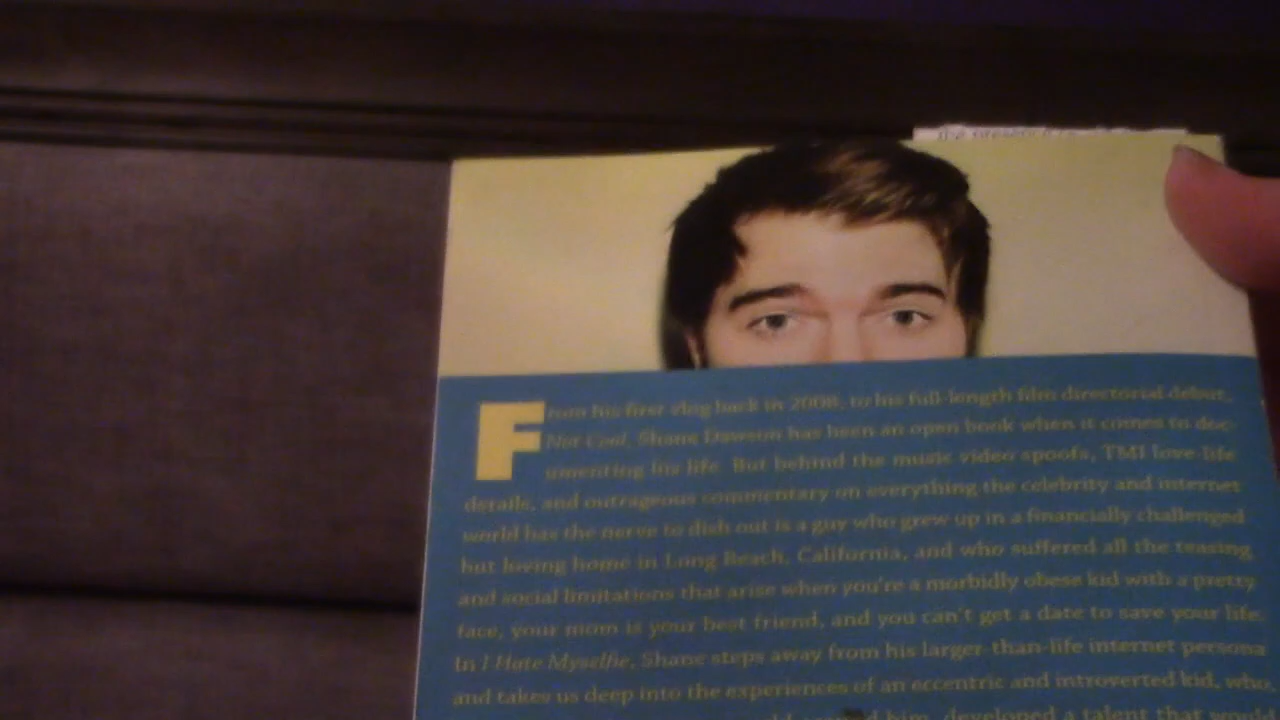 the presence
From his first vlog back in 2008, to his full-length film directorial debut,
Not Cool, Shane Dawson has been an open book when it comes to doc-
umenting his life. But behind the music video spoofs, TMI love-life
details, and outrageous commentary on everything the celebrity and internet
world has the nerve to dish out is a guy who grew up in a financially challenged
but loving home in Long Beach, California, and who suffered all the teasing
and social limitations that arise when you're a morbidly obese kid with a pretty
face, your mom is your best friend, and you can't get a date to save your life.
In I Hate Myselfie, Shane steps away from his larger-than-life internet persona
and takes us deep into the experiences of an eccentric and introverted kid, who,
him, developed a talent that would